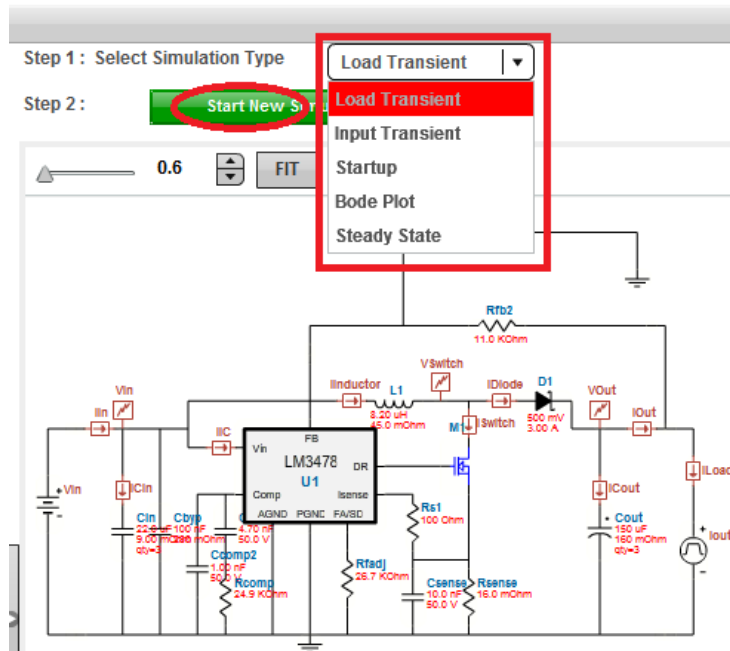 Step 1 : Select Simulation Type
Load Transient
Step 2 :
Start New
Load Transient
Input Transient
Startup
Bode Plot
Steady State
0.6
FIT
Rfb2
11.0 KOhm
VSwitch
IInductor
L1
8.20 uH
45.0 mOhm
IDiode
D1
500 mV
3.00 A
VIn
IIn
IIC
VOut
IOut
M1
ISwitch
FB
Vin
LM3478
DR
U1
Comp
Isense
AGND PGND FA/SD
+Vin
-
ICin
ICout
ILoad
Cin
9.00 mOhm
qty=3
Cbyp
100 nF
4.70 nF
50.0 V
Rs1
100 Ohm
Cout
150 uF
160 mOhm
qty=3
+
Iout
-
Ccomp2
1.00 nF
50.0 V
Rcomp
24.9 KOhm
Rfadj
26.7 KOhm
Csense
10.0 nF
50.0 V
Rsense
16.0 mOhm